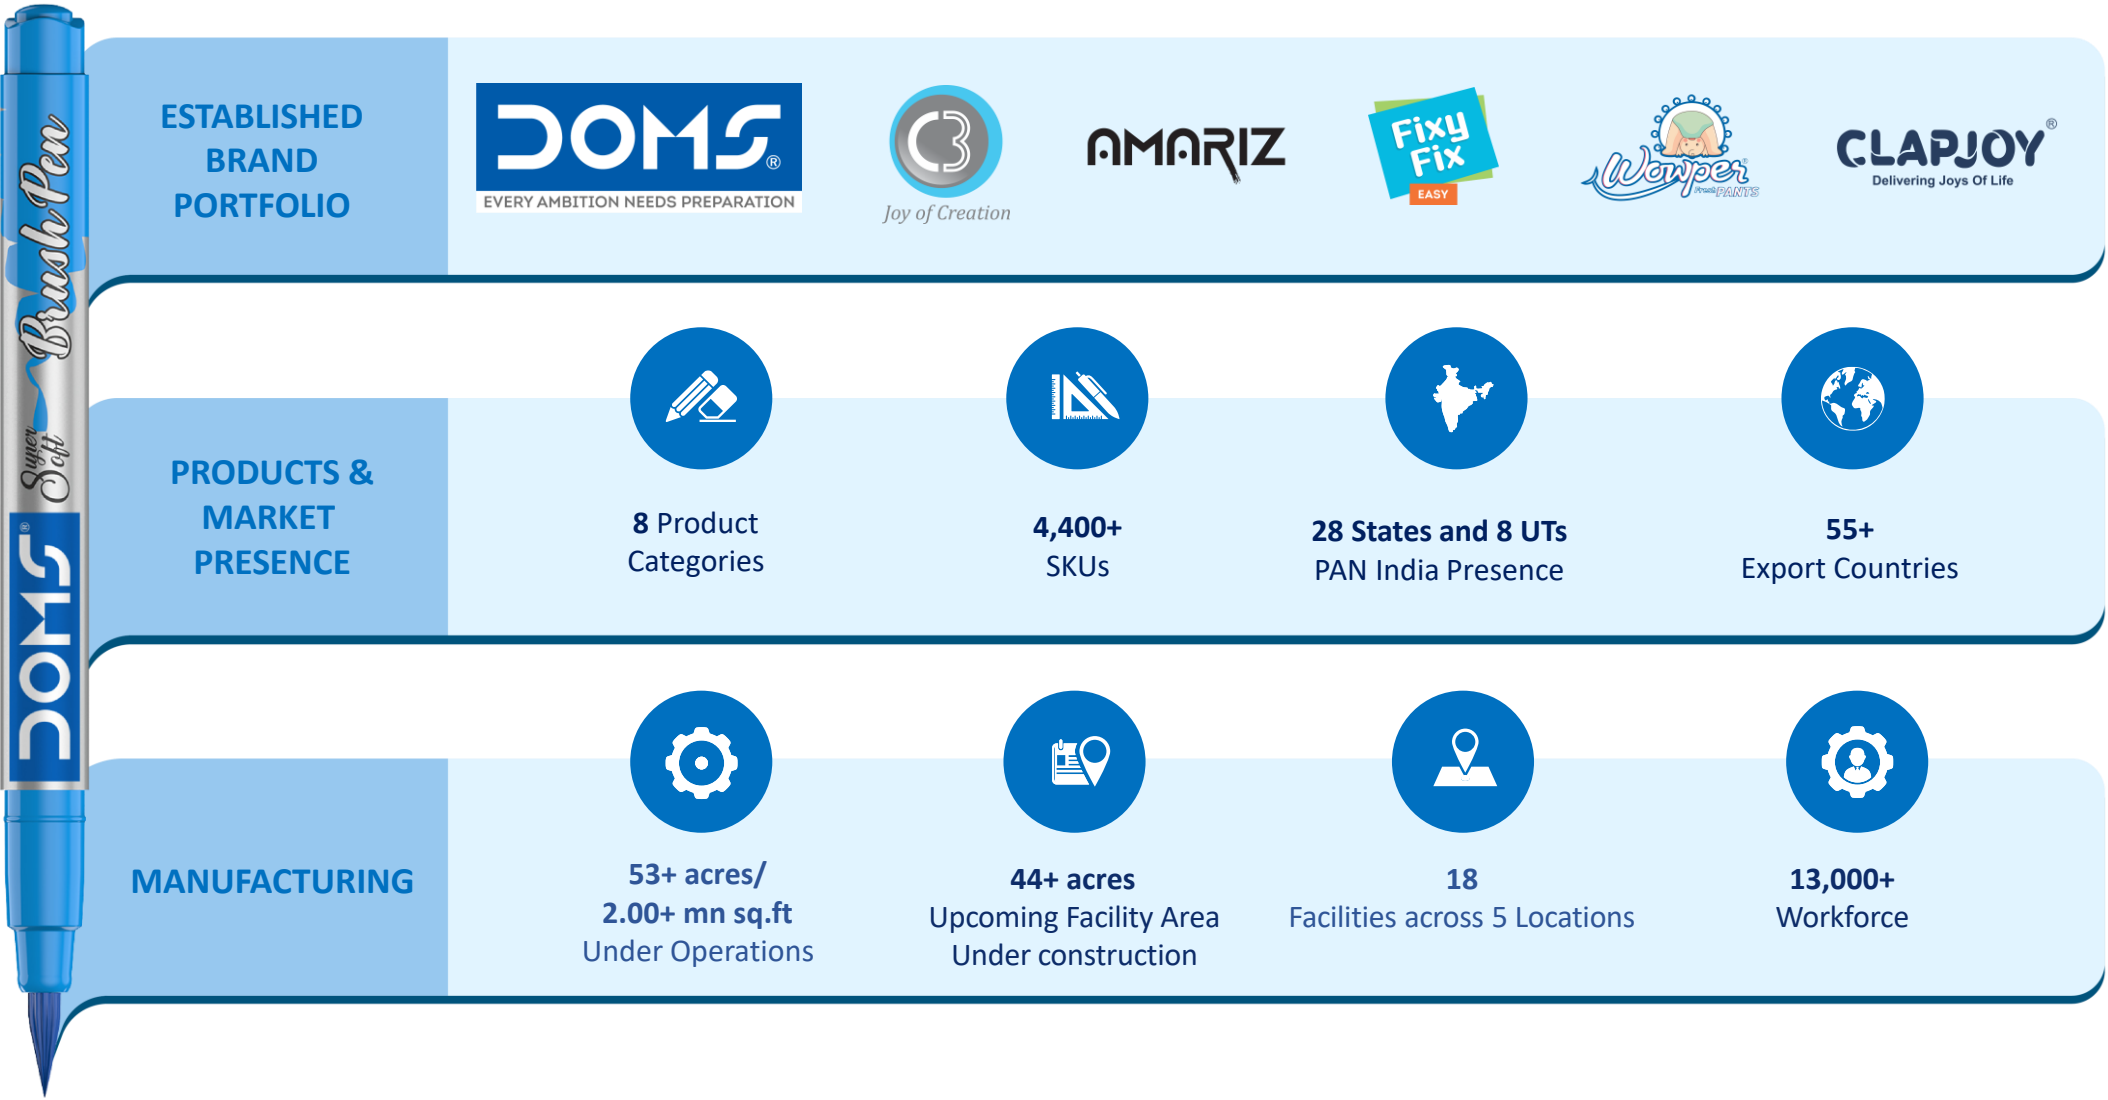 ESTABLISHED
BRAND
PORTFOLIO
DOMS®
EVERY AMBITION NEEDS PREPARATION
C3
Joy of Creation
AMARIZ
Fixy
Fix
EASY
Wowper®
Fresh PANTS
CLAPJOY®
Delivering Joys Of Life
Brush Pen
Super
Soft
DOMS®
PRODUCTS &
MARKET
PRESENCE
8 Product
Categories
4,400+
SKUs
28 States and 8 UTs
PAN India Presence
55+
Export Countries
MANUFACTURING
53+ acres/
2.00+ mn sq.ft
Under Operations
44+ acres
Upcoming Facility Area
Under construction
18
Facilities across 5 Locations
13,000+
Workforce